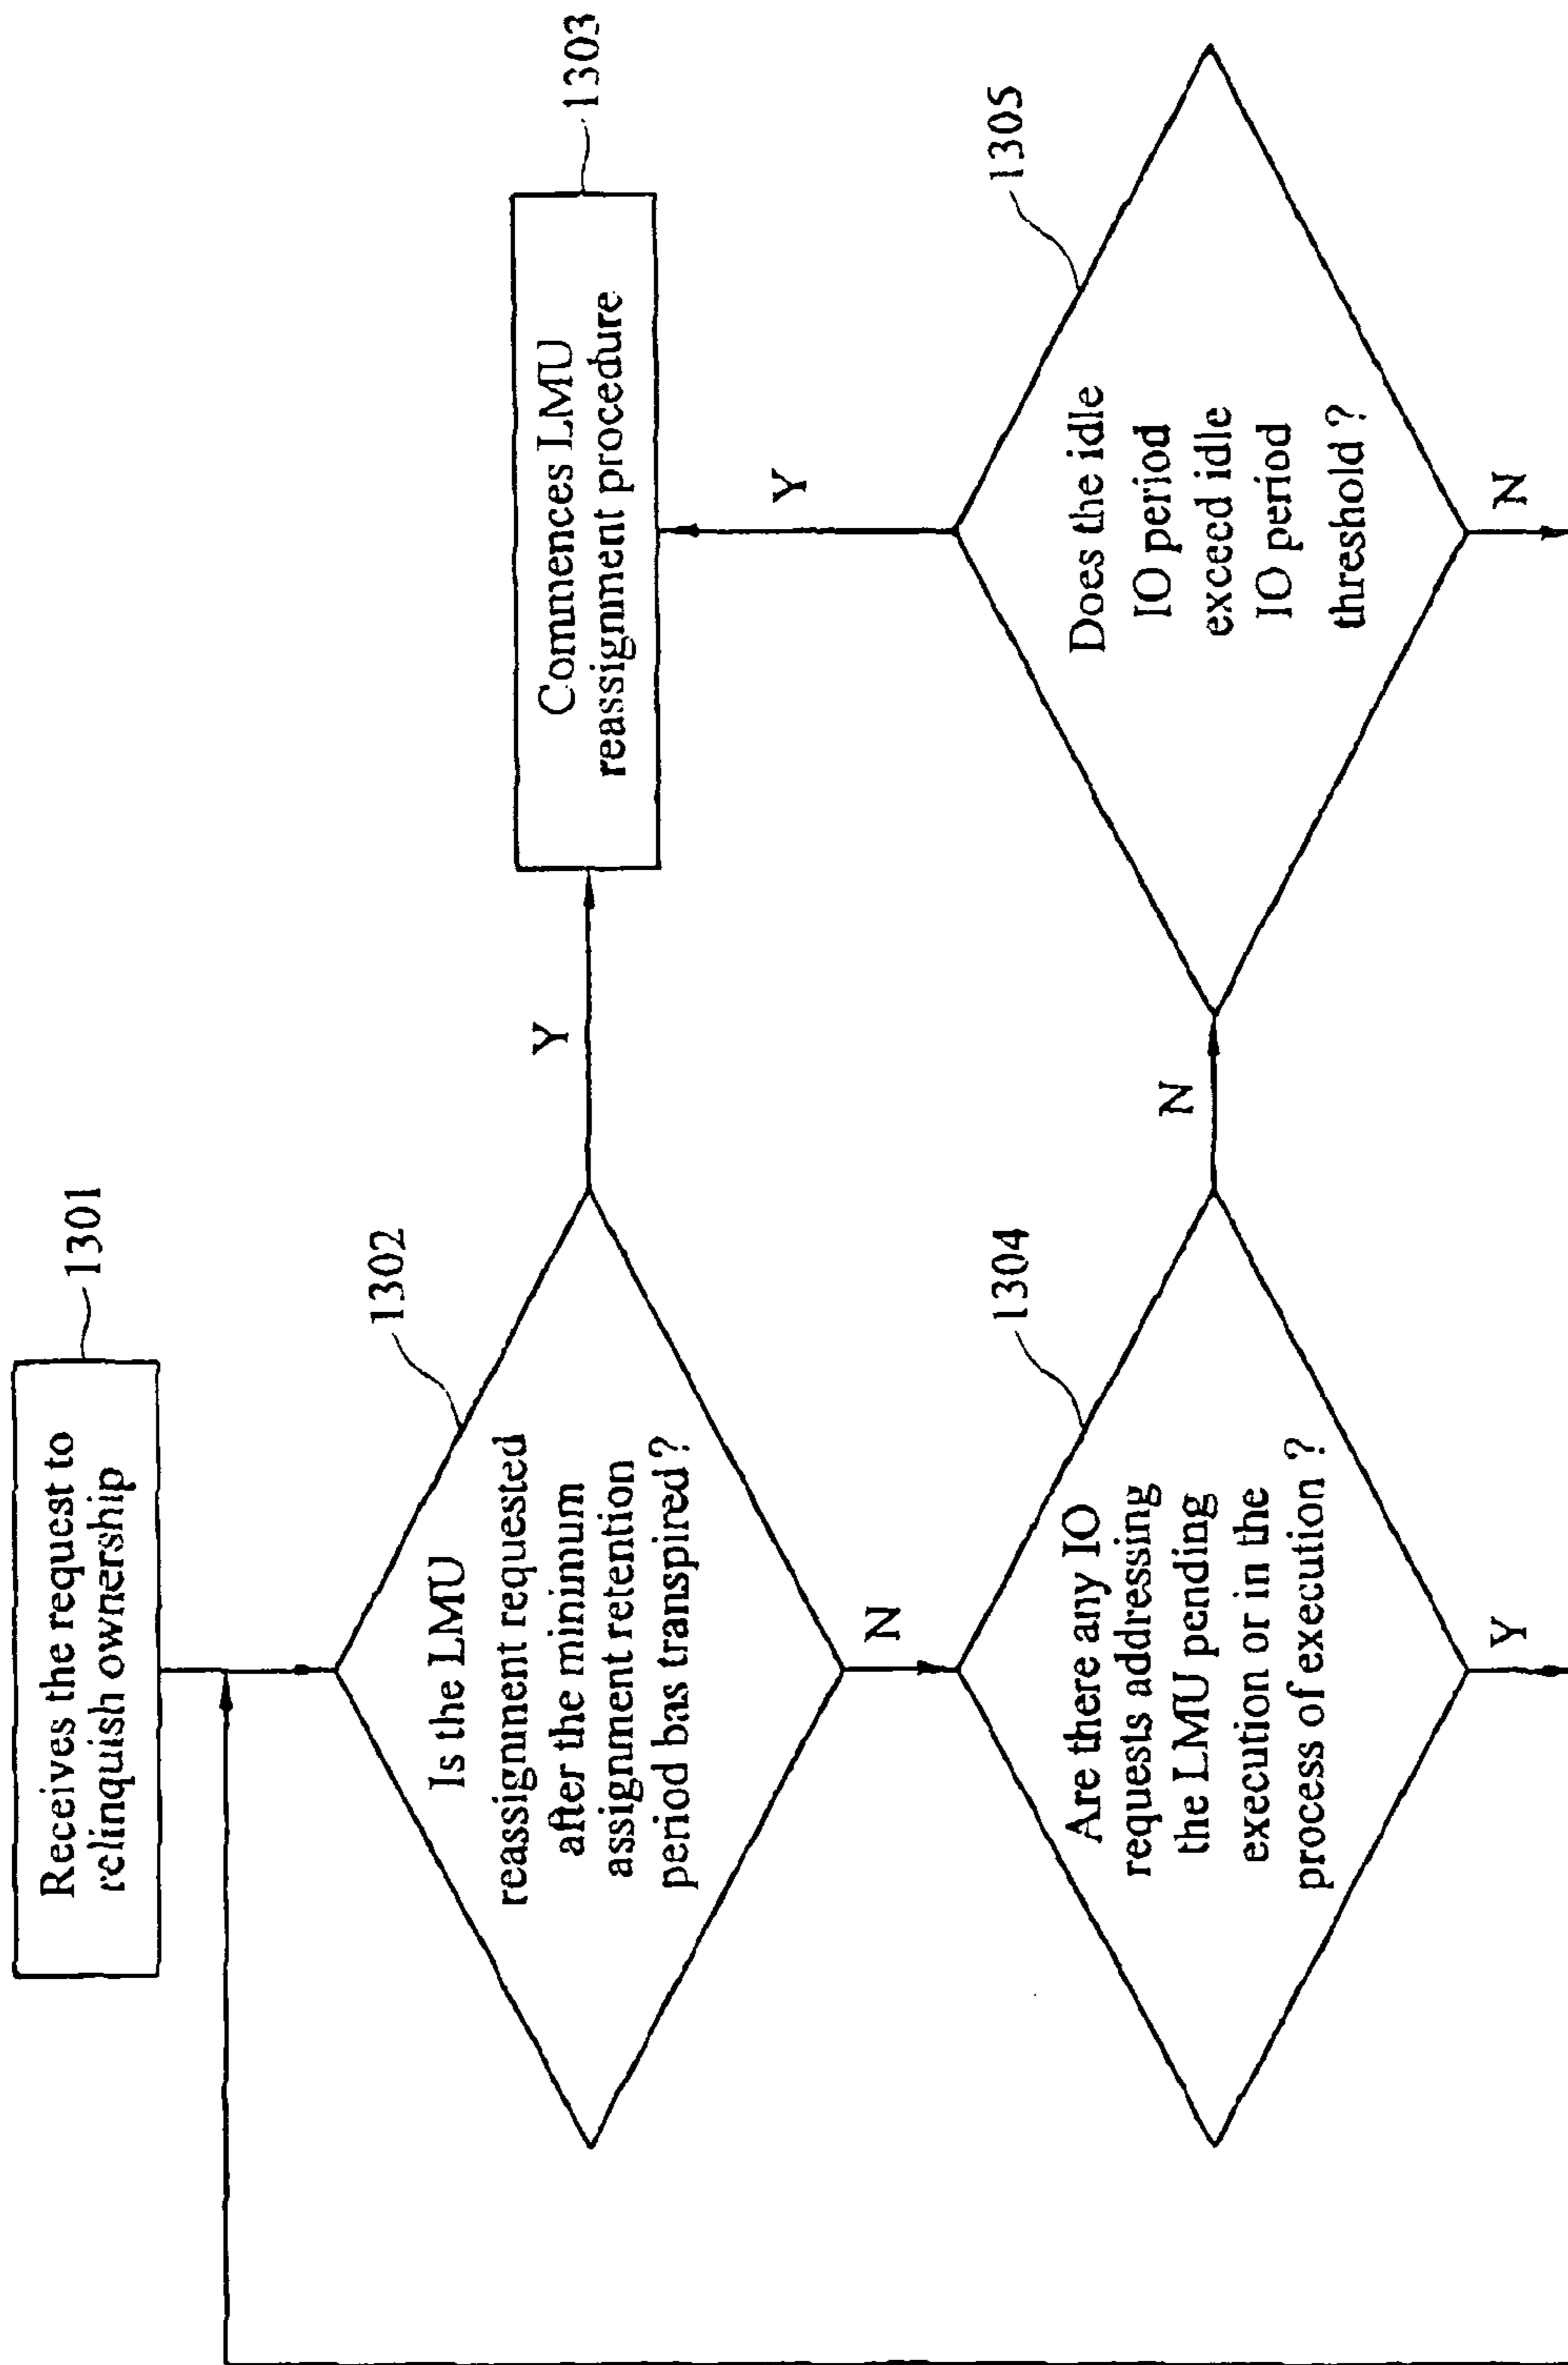 Receives the request to
relinquish ownership
1301
Is the LMU
reassignment requested
after the minimum
assignment retention
period bas transpired?
1302
Y
N
Commences LMU
reassignment procedure
1303
Are there any IO
requests addressing
the LMU pending
execution or in the
process of execution ?
1304
N
Y
Does the idle
IO period
exceed idle
IO period
threshold ?
1305
Y
N